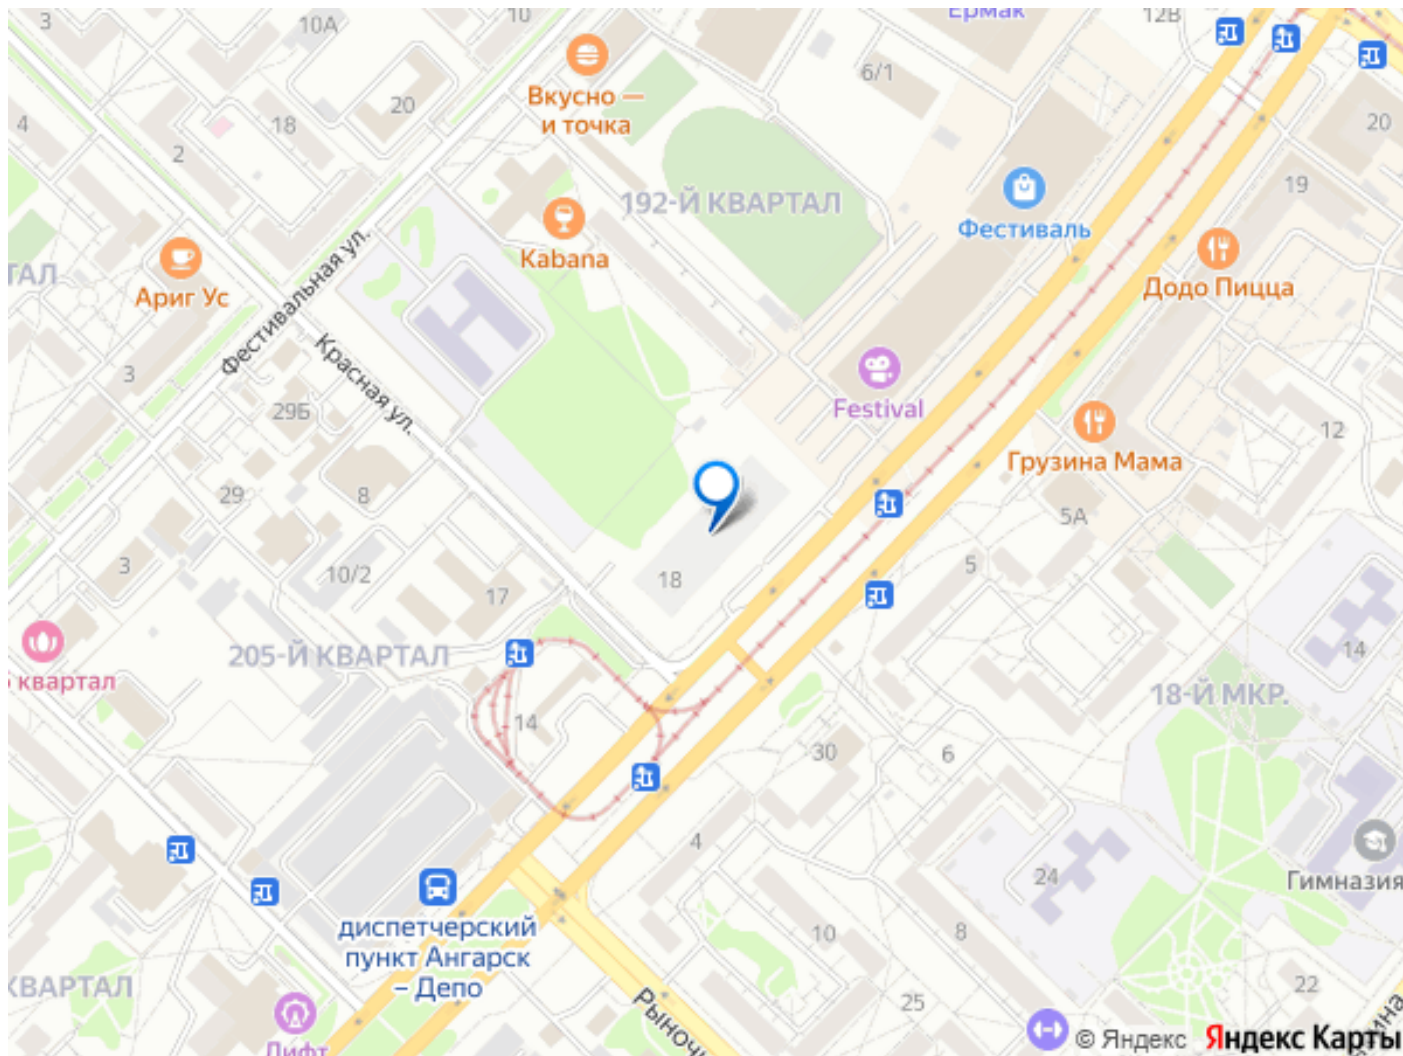 3
10А
10
Ермак
12В
6/1
20
Вкусно —
и точка
4
18
2
20
19
192-Й КВАРТАЛ
Фестиваль
Kabana
ТАЛ
Ариг Ус
Фестивальная ул.
Додо Пицца
Красная ул.
3
29Б
Festival
12
Грузина Мама
29
8
5А
3
10/2
17
18
5
14
205-Й КВАРТАЛ
квартал
18-Й МКР.
14
30
6
4
24
Гимназия
диспетчерский
пункт Ангарск
– Депо
10
8
КВАРТАЛ
25
22
Лифт
© Яндекс Яндекс Карты